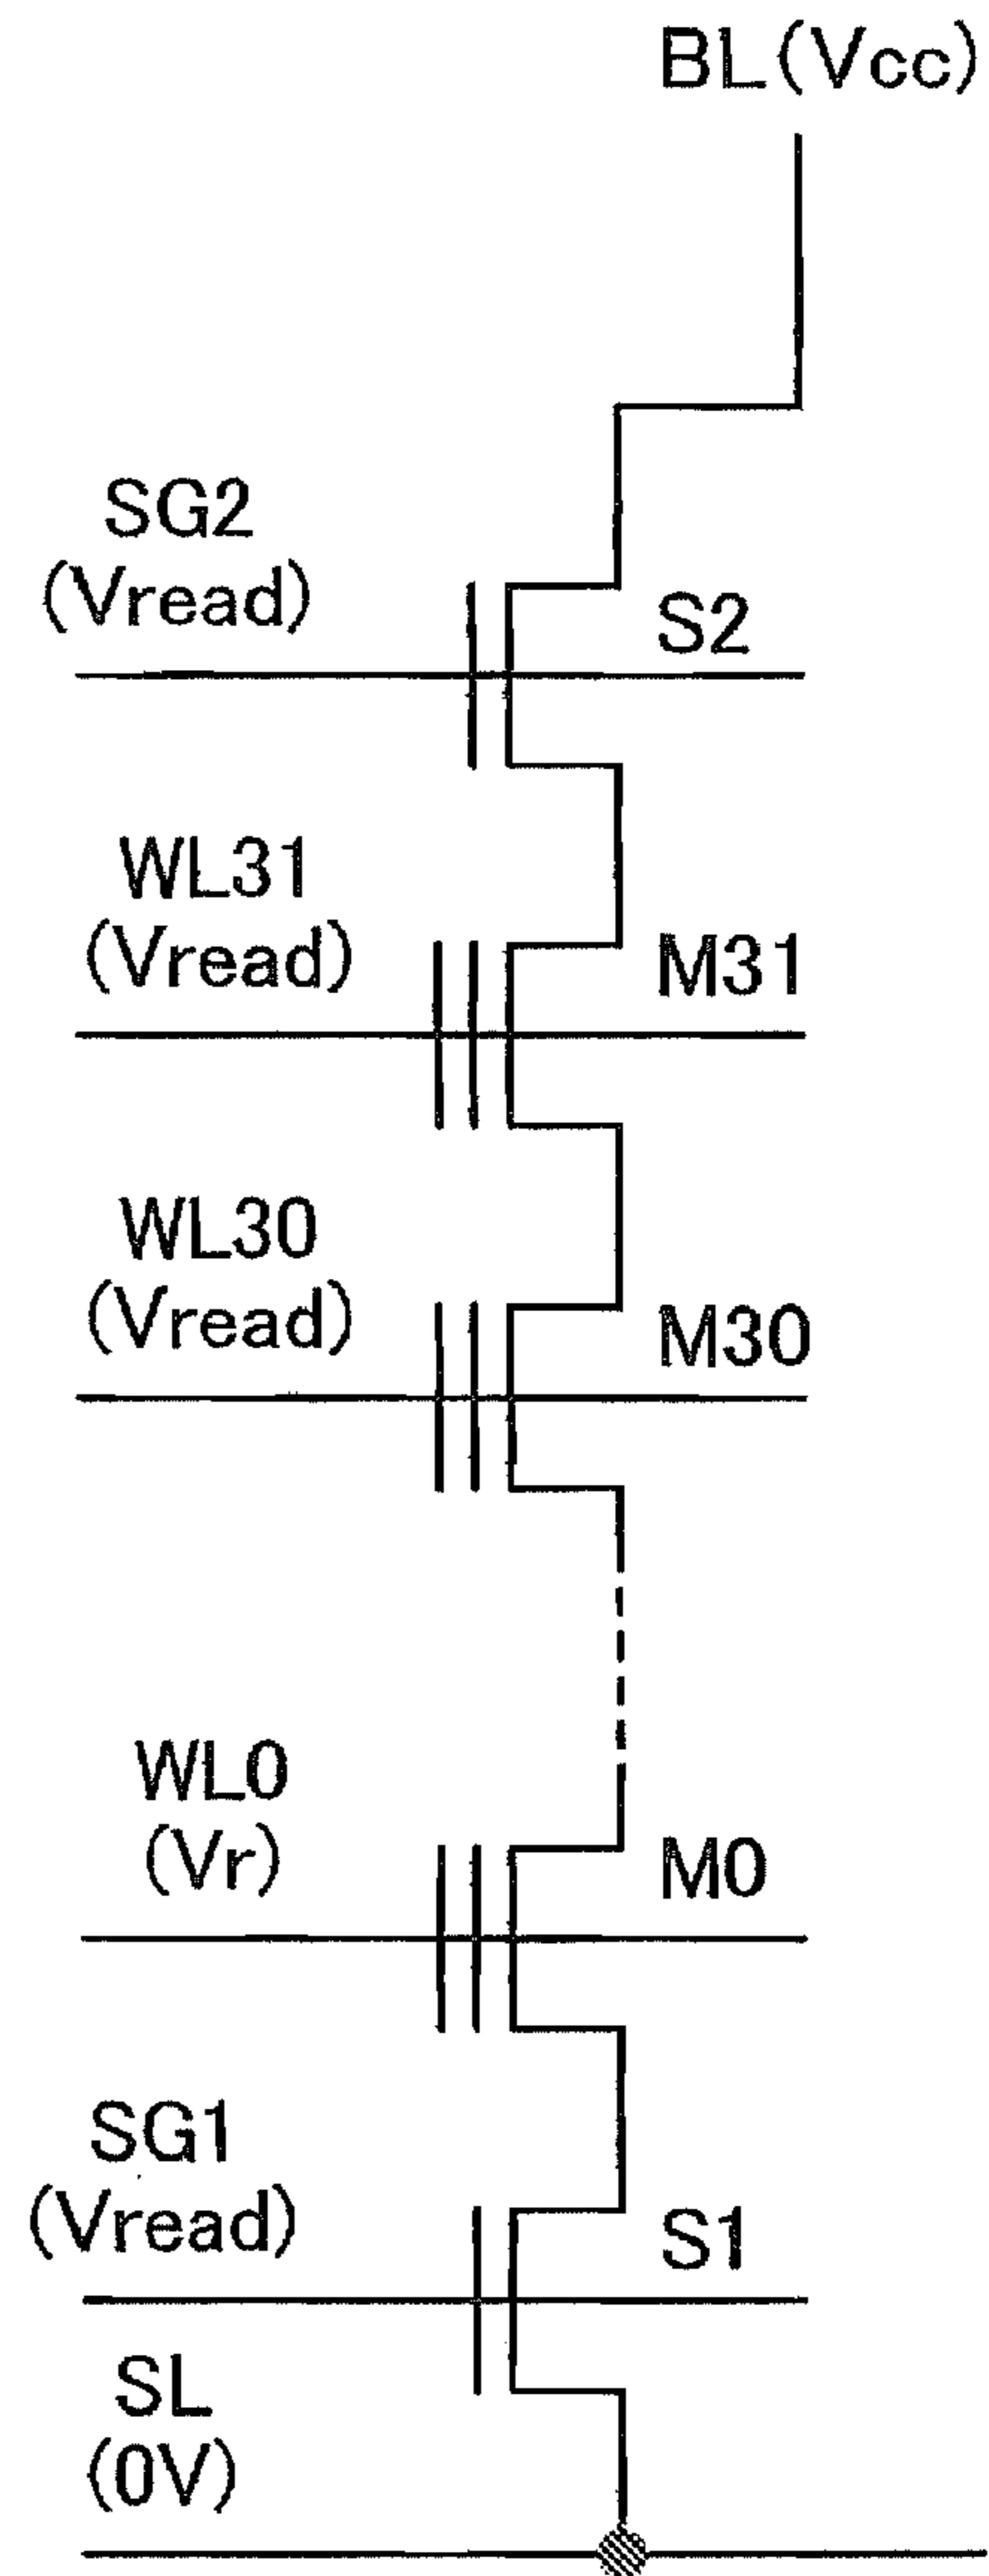 BL(Vcc)
SG2
(Vread)
S2
WL31
(Vread)
M31
WL30
(Vread)
M30
WL0
(Vr)
M0
SG1
(Vread)
S1
SL
(0V)